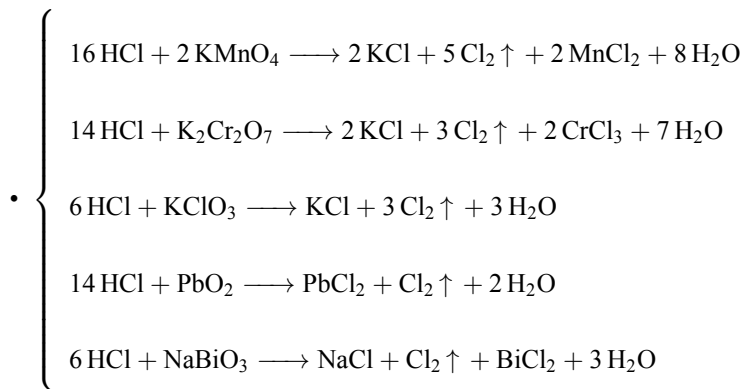 16 HCl + 2 KMnO₄ ⟶ 2 KCl + 5 Cl₂ ↑ + 2 MnCl₂ + 8 H₂O
14 HCl + K₂Cr₂O₇ ⟶ 2 KCl + 3 Cl₂ ↑ + 2 CrCl₃ + 7 H₂O
6 HCl + KClO₃ ⟶ KCl + 3 Cl₂ ↑ + 3 H₂O
14 HCl + PbO₂ ⟶ PbCl₂ + Cl₂ ↑ + 2 H₂O
6 HCl + NaBiO₃ ⟶ NaCl + Cl₂ ↑ + BiCl₂ + 3 H₂O